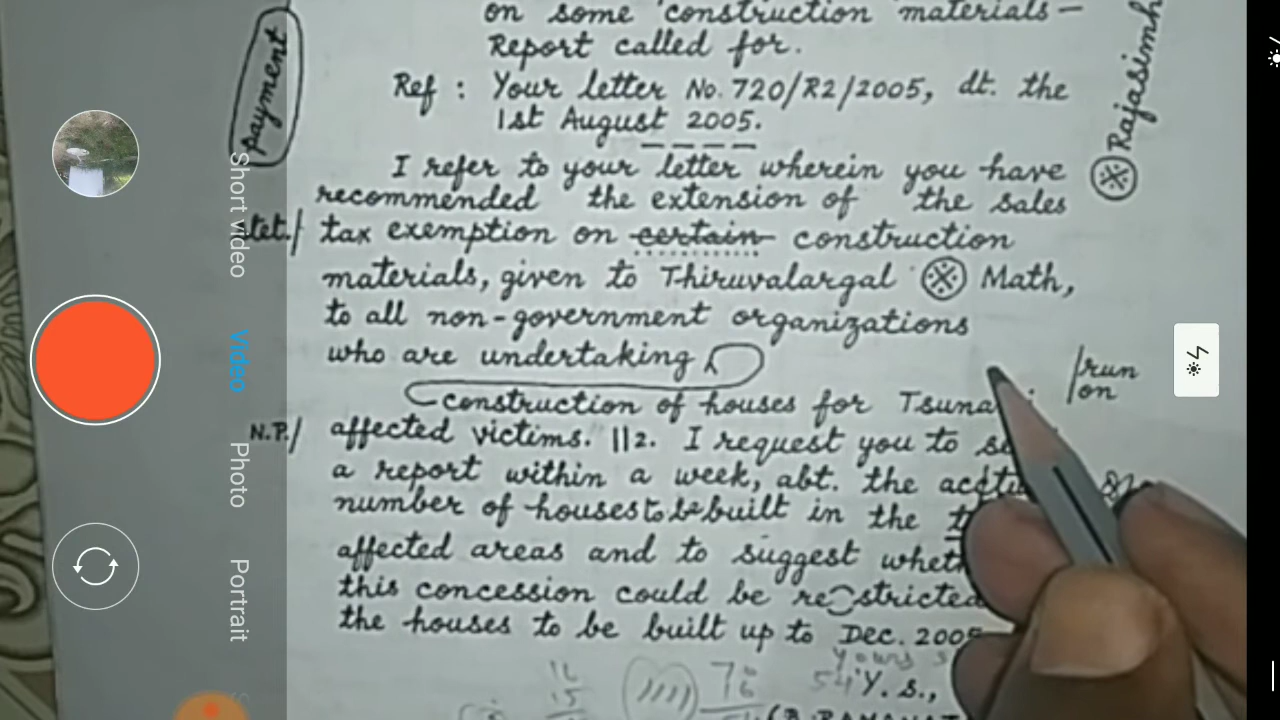 on some construction materials –
Report called for.
payment
Ref : Your letter No. 720/R2/2005, dt. the
1st August 2005.
Rajasimh
I refer to your letter wherein you have
recommended the extension of the sales
tet./ tax exemption on certain construction
materials, given to Thiruvalargal Math,
to all non-government organizations
who are undertaking
/run
on
construction of houses for
N.P./ affected victims. ||2. I request you to
a report within a week, abt. the
number of houses to be built in the
affected areas and to suggest
this concession could be restricted
the houses to be built up to Dec. 2005
Yours
Y. s.,
Short video
Video
Photo
Portrait